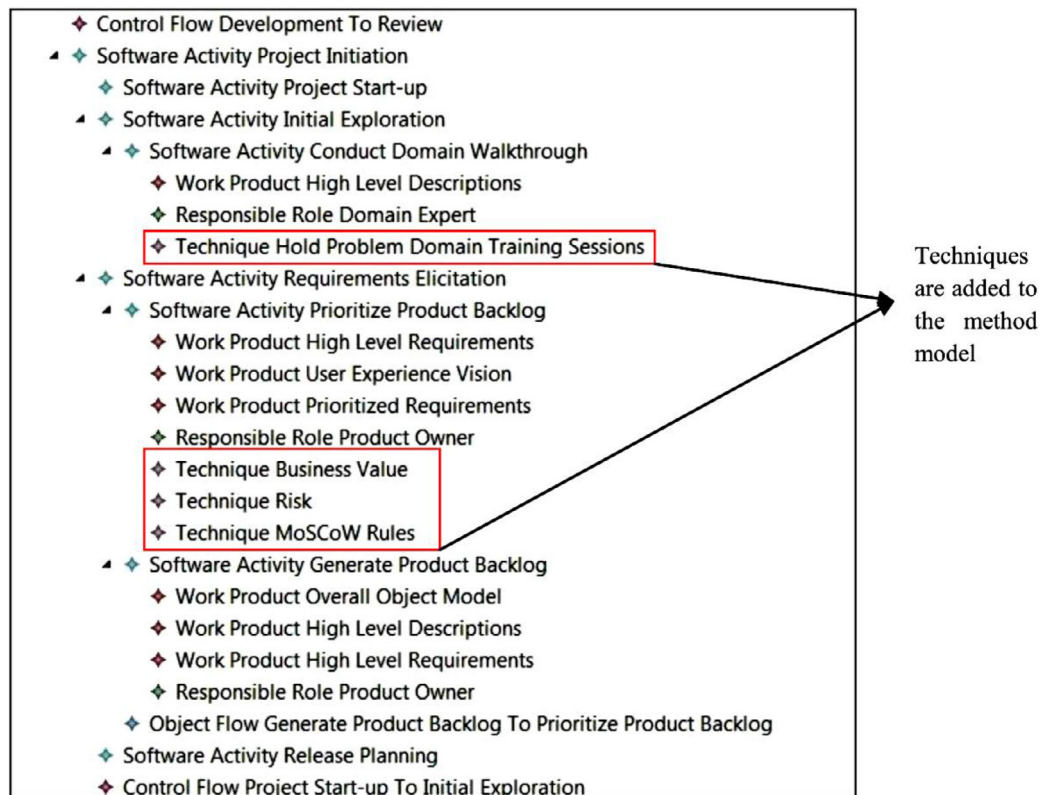 Control Flow Development To Review
Software Activity Project Initiation
Software Activity Project Start-up
Software Activity Initial Exploration
Software Activity Conduct Domain Walkthrough
Work Product High Level Descriptions
Responsible Role Domain Expert
Technique Hold Problem Domain Training Sessions
Software Activity Requirements Elicitation
Software Activity Prioritize Product Backlog
Work Product High Level Requirements
Work Product User Experience Vision
Work Product Prioritized Requirements
Responsible Role Product Owner
Technique Business Value
Technique Risk
Technique MoSCoW Rules
Software Activity Generate Product Backlog
Work Product Overall Object Model
Work Product High Level Descriptions
Work Product High Level Requirements
Responsible Role Product Owner
Object Flow Generate Product Backlog To Prioritize Product Backlog
Software Activity Release Planning
Control Flow Project Start-up To Initial Exploration
Techniques
are added to
the method
model